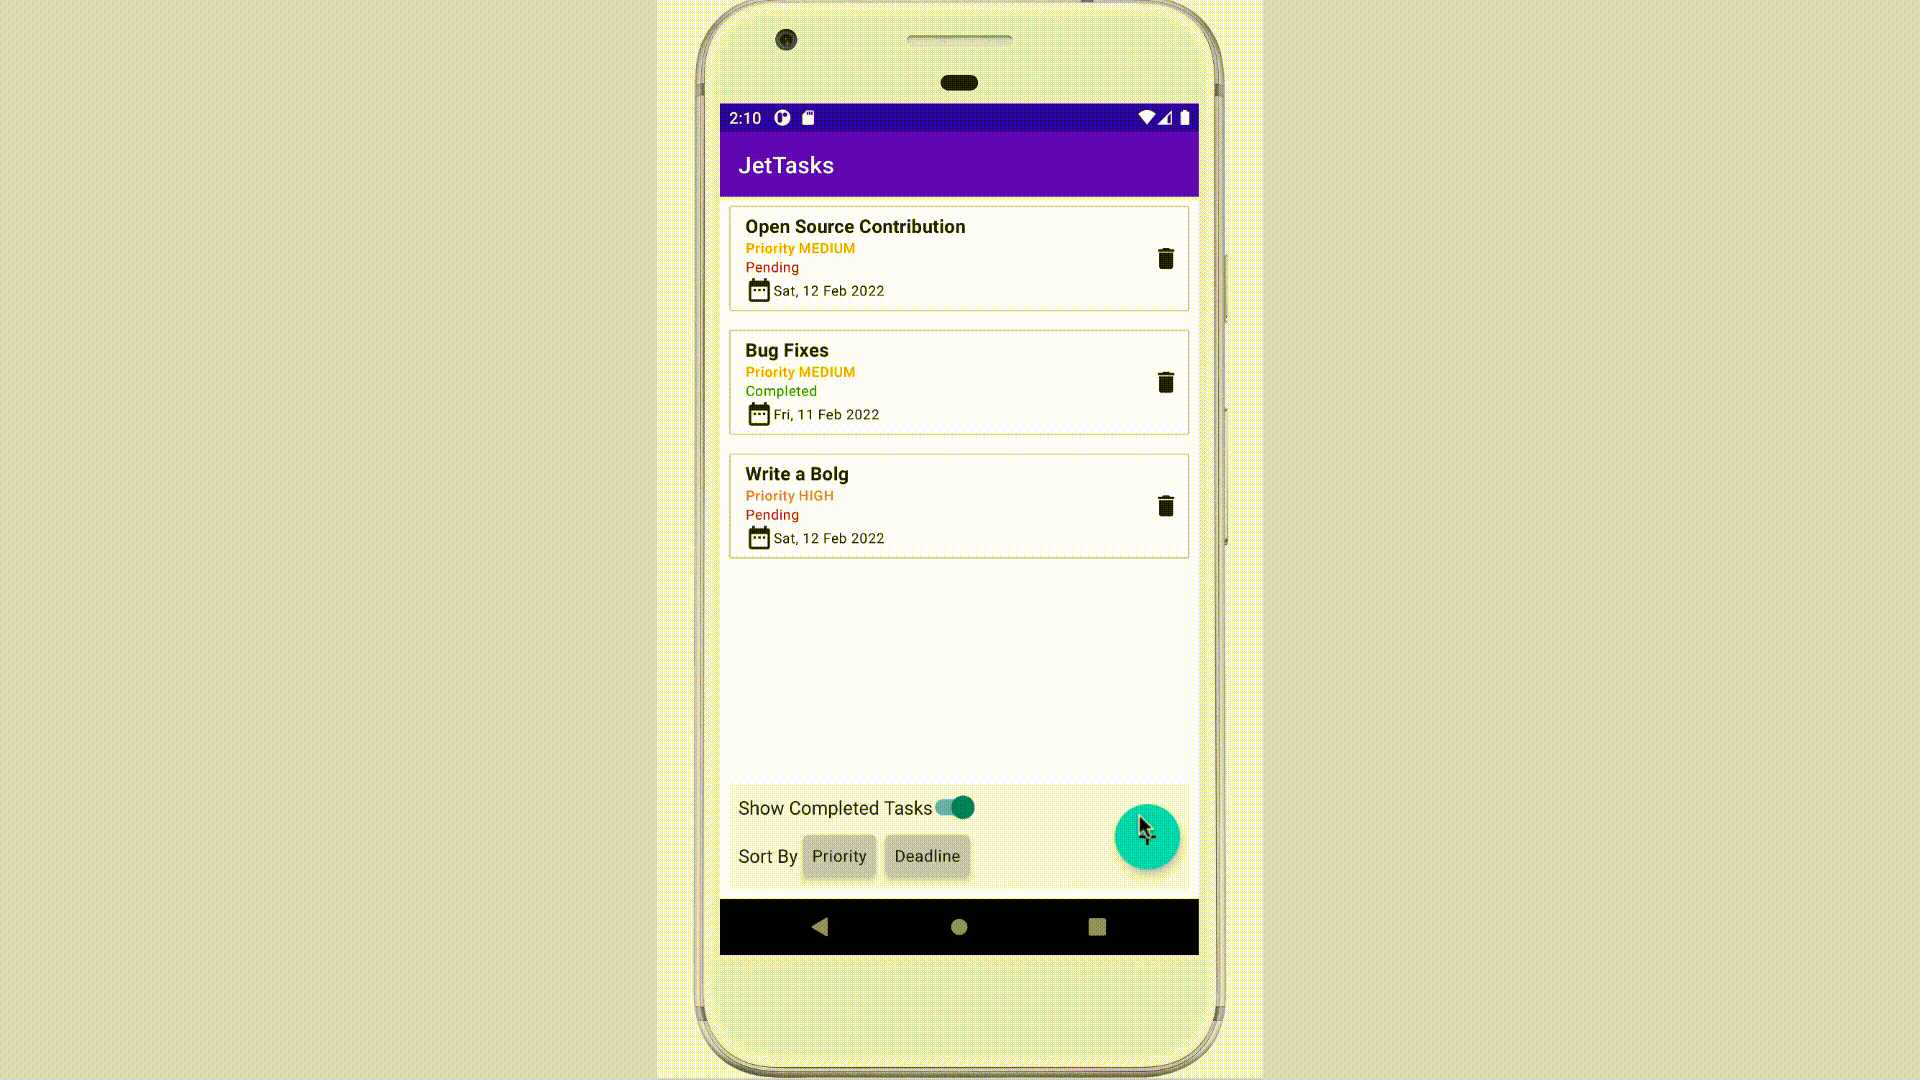 2:10
JetTasks
Open Source Contribution
Priority MEDIUM
Pending
Sat, 12 Feb 2022
Bug Fixes
Priority MEDIUM
Completed
Fri, 11 Feb 2022
Write a Bolg
Priority HIGH
Pending
Sat, 12 Feb 2022
Show Completed Tasks
Sort By Priority Deadline